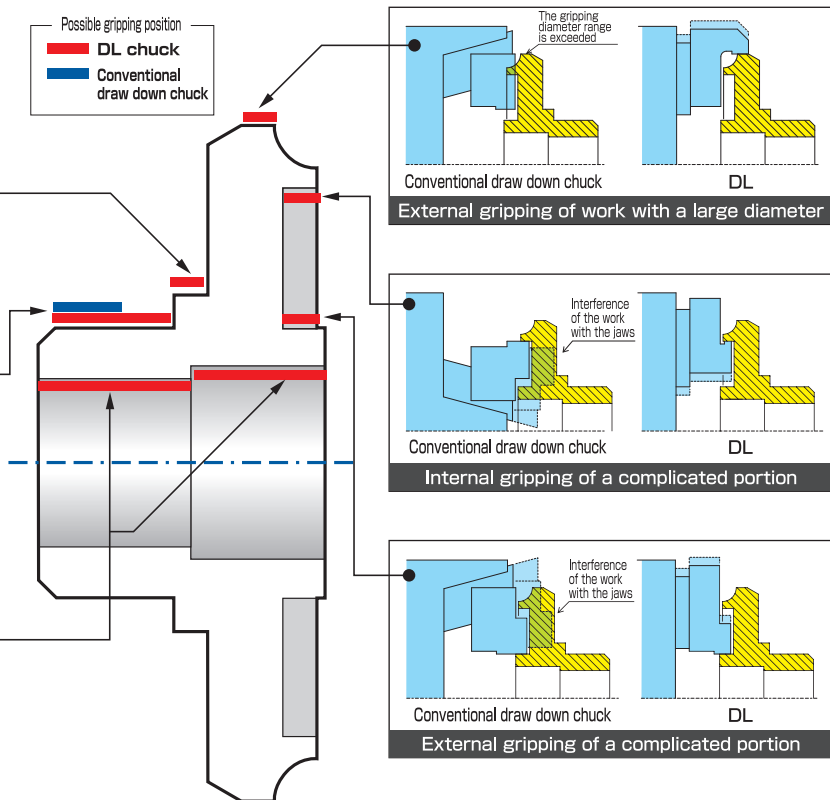 Possible gripping position
DL chuck
Conventional
draw down chuck
The gripping
diameter range
is exceeded
Conventional draw down chuck
DL
External gripping of work with a large diameter
Interference
of the work
with the jaws
Conventional draw down chuck
DL
Internal gripping of a complicated portion
Interference
of the work
with the jaws
Conventional draw down chuck
DL
External gripping of a complicated portion